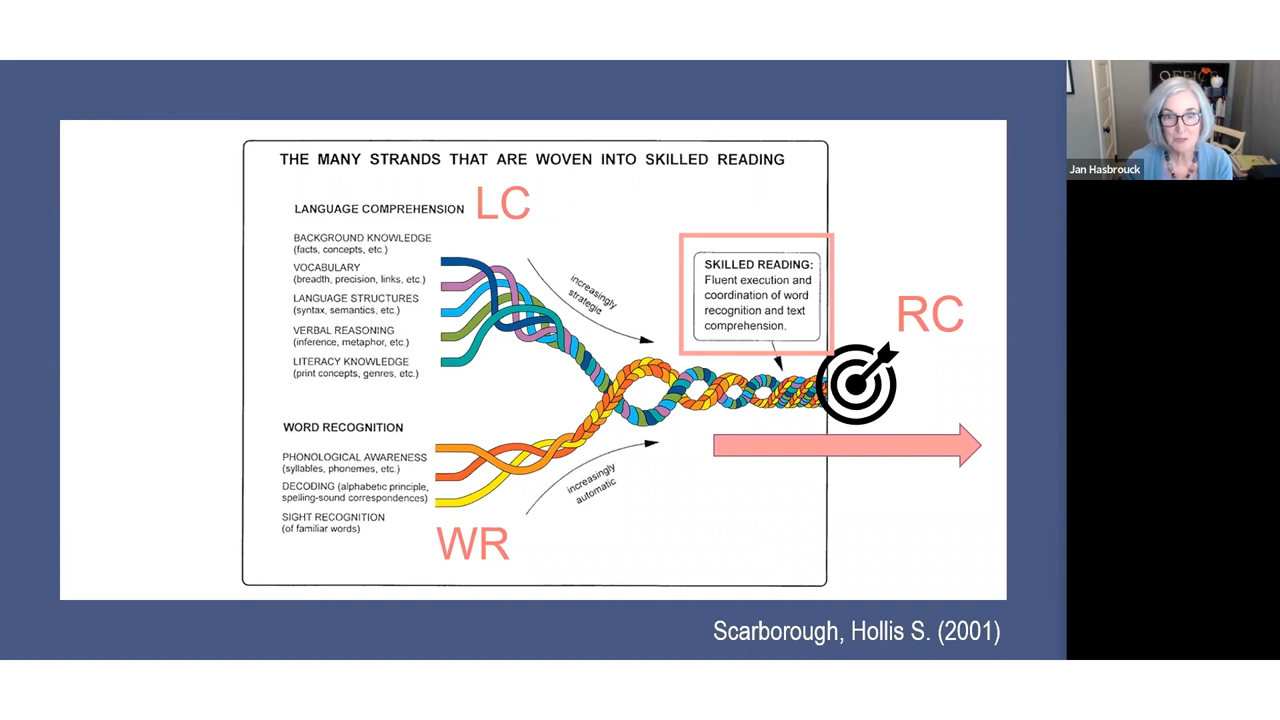 THE MANY STRANDS THAT ARE WOVEN INTO SKILLED READING
LANGUAGE COMPREHENSION
LC
BACKGROUND KNOWLEDGE
(facts, concepts, etc.)
VOCABULARY
(breadth, precision, links, etc.)
LANGUAGE STRUCTURES
(syntax, semantics, etc.)
VERBAL REASONING
(inference, metaphor, etc.)
LITERACY KNOWLEDGE
(print concepts, genres, etc.)
increasingly
strategic
SKILLED READING:
Fluent execution and
coordination of word
recognition and text
comprehension.
RC
WORD RECOGNITION
PHONOLOGICAL AWARENESS
(syllables, phonemes, etc.)
DECODING (alphabetic principle,
spelling-sound correspondences)
SIGHT RECOGNITION
(of familiar words)
increasingly
automatic
WR
Scarborough, Hollis S. (2001)
OFFICE
Jan Hasbrouck